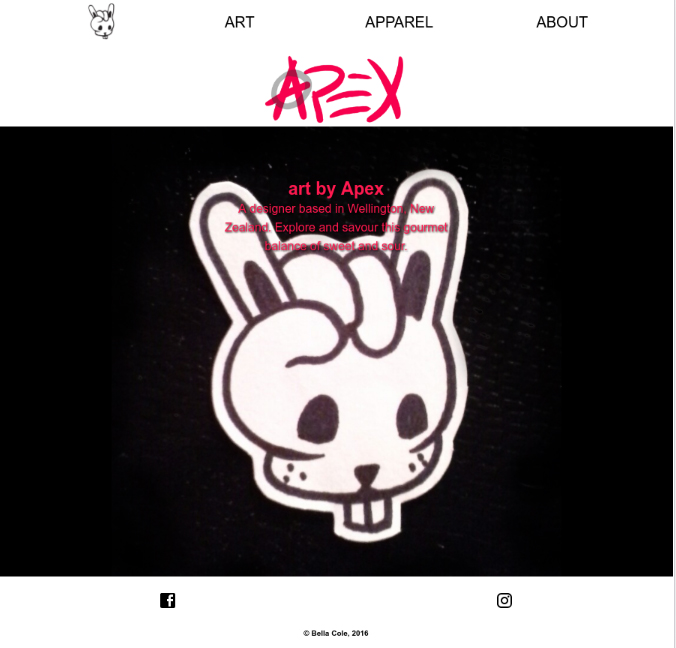 ART APPAREL ABOUT
APEX
art by Apex
A designer based in Wellington, New
Zealand. Explore and savour this gourmet
balance of sweet and sour.
© Bella Cole, 2016